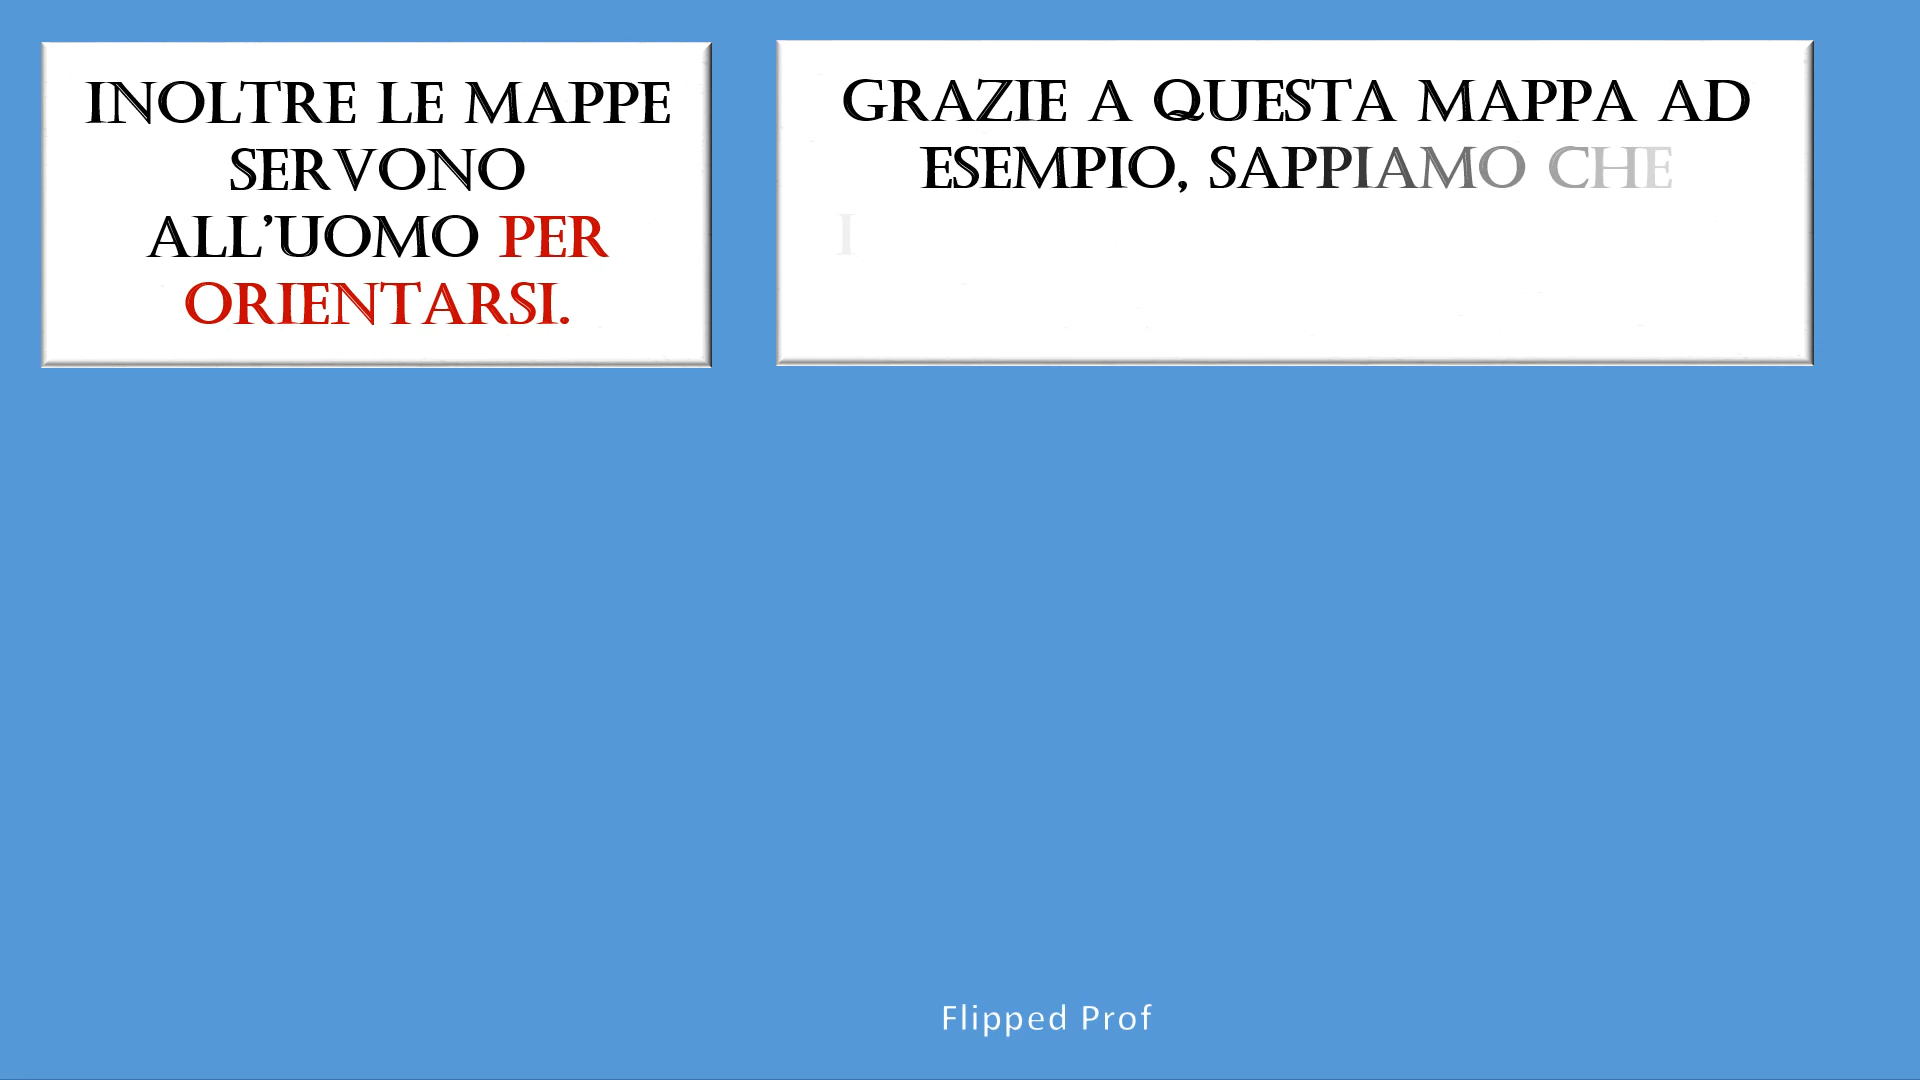 INOLTRE LE MAPPE
SERVONO
ALL'UOMO PER
ORIENTARSI.
GRAZIE A QUESTA MAPPA AD
ESEMPIO, SAPPIAMO CHE
I
Flipped Prof